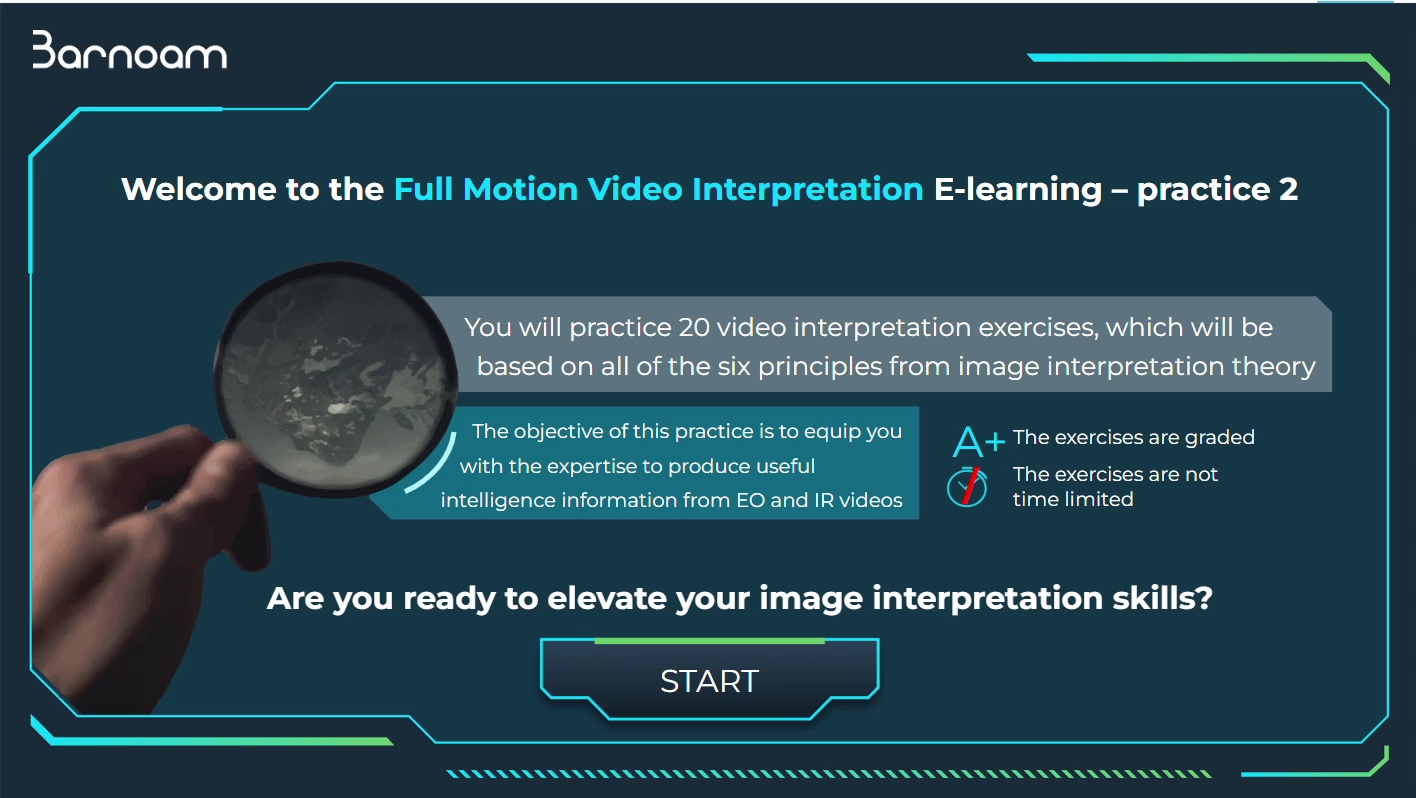 Barnoam
Welcome to the Full Motion Video Interpretation E-learning – practice 2
You will practice 20 video interpretation exercises, which will be
based on all of the six principles from image interpretation theory
The objective of this practice is to equip you
with the expertise to produce useful
intelligence information from EO and IR videos
A+ The exercises are graded
The exercises are not
time limited
Are you ready to elevate your image interpretation skills?
START